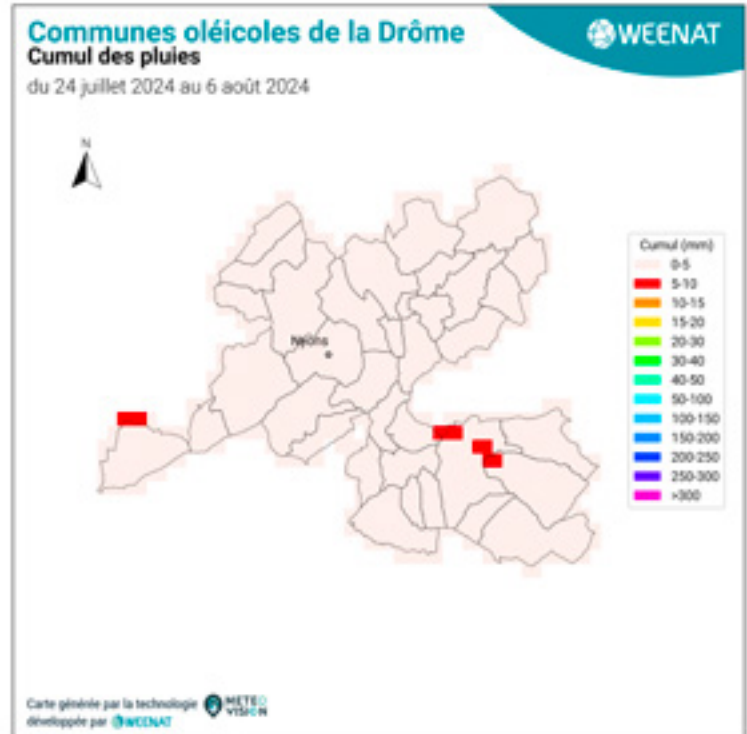 Communes oléicoles de la Drôme
Cumul des pluies
du 24 juillet 2024 au 6 août 2024
WEENAT
N
Nyons
Cumul (mm)
0-5
5-10
10-15
15-20
20-30
30-40
40-50
50-100
100-150
150-200
200-250
250-300
>300
Carte générée par la technologie METEO VISION
développée par WEENAT